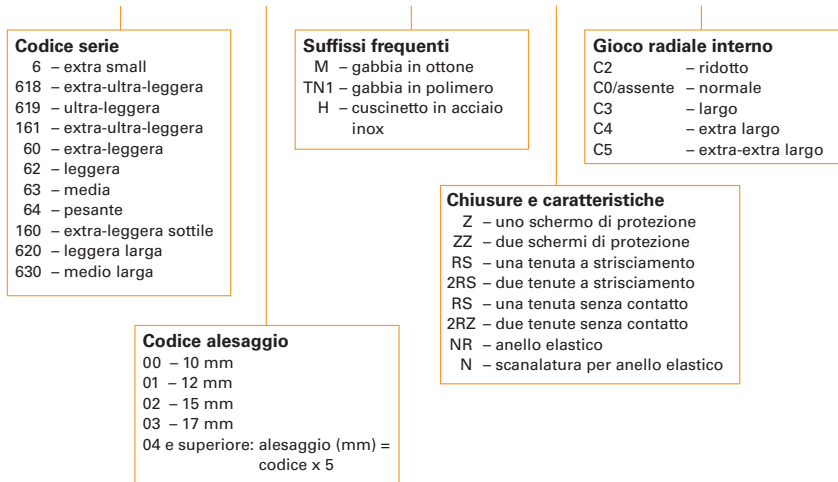 Codice serie
6 – extra small
618 – extra-ultra-leggera
619 – ultra-leggera
161 – extra-ultra-leggera
60 – extra-leggera
62 – leggera
63 – media
64 – pesante
160 – extra-leggera sottile
620 – leggera larga
630 – medio larga
Suffissi frequenti
M – gabbia in ottone
TN1 – gabbia in polimero
H – cuscinetto in acciaio
inox
Gioco radiale interno
C2 – ridotto
C0/assente – normale
C3 – largo
C4 – extra largo
C5 – extra-extra largo
Chiusure e caratteristiche
Z – uno schermo di protezione
ZZ – due schermi di protezione
RS – una tenuta a strisciamento
2RS – due tenute a strisciamento
RS – una tenuta senza contatto
2RZ – due tenute senza contatto
NR – anello elastico
N – scanalatura per anello elastico
Codice alesaggio
00 – 10 mm
01 – 12 mm
02 – 15 mm
03 – 17 mm
04 e superiore: alesaggio (mm) =
codice x 5